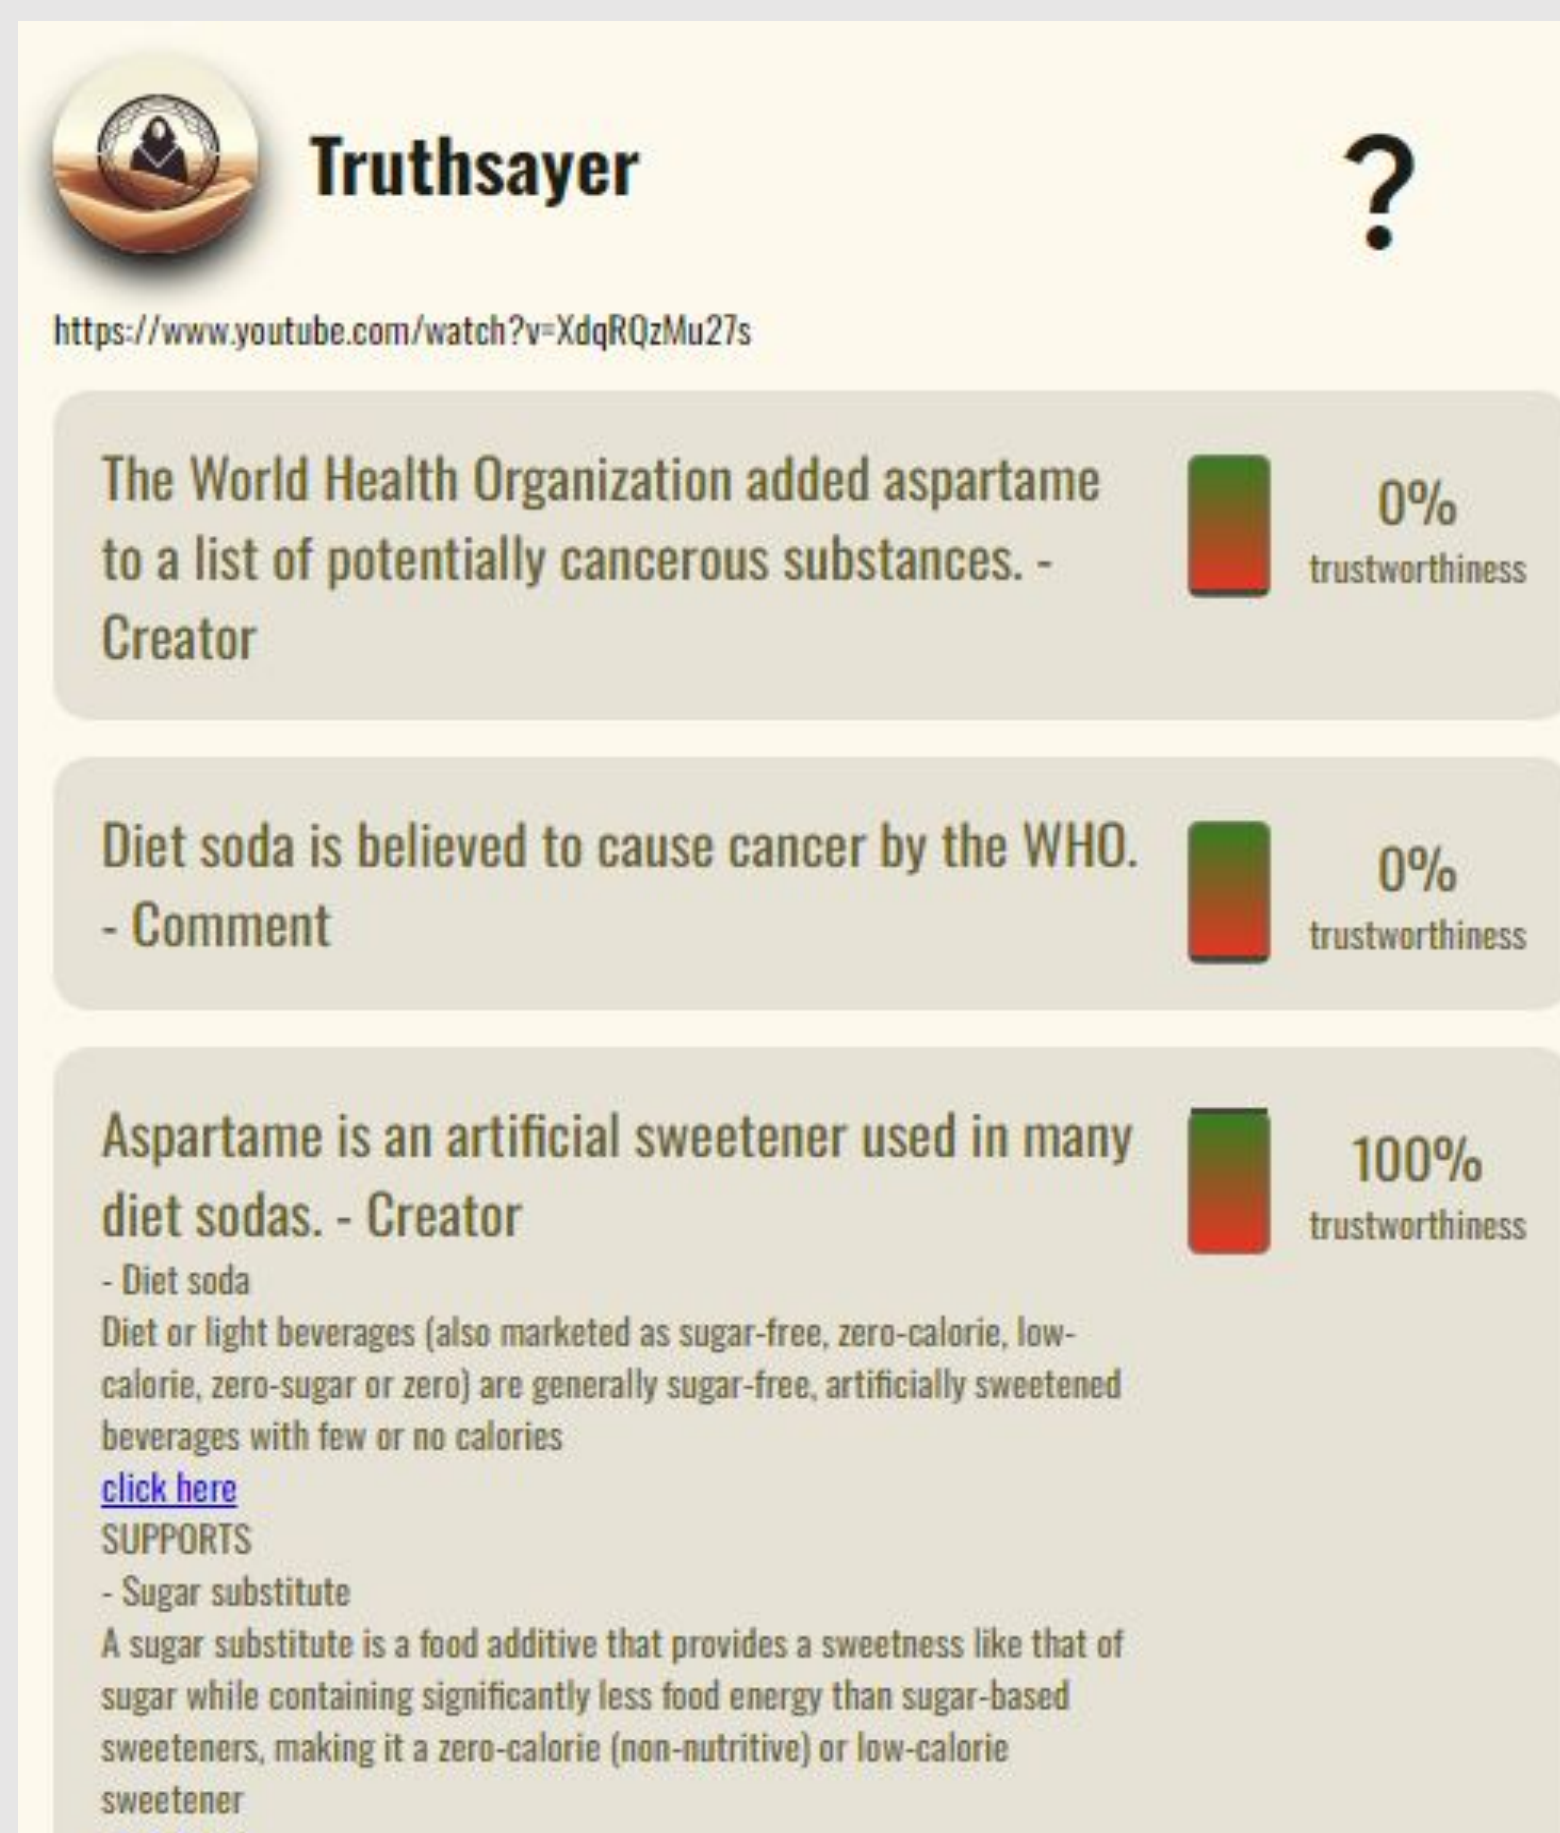 Truthsayer
?
https://www.youtube.com/watch?v=XdqRQzMu27s
The World Health Organization added aspartame
to a list of potentially cancerous substances. -
Creator
0%
trustworthiness
Diet soda is believed to cause cancer by the WHO.
- Comment
0%
trustworthiness
Aspartame is an artificial sweetener used in many
diet sodas. - Creator
100%
trustworthiness
- Diet soda
Diet or light beverages (also marketed as sugar-free, zero-calorie, low-
calorie, zero-sugar or zero) are generally sugar-free, artificially sweetened
beverages with few or no calories
click here
SUPPORTS
- Sugar substitute
A sugar substitute is a food additive that provides a sweetness like that of
sugar while containing significantly less food energy than sugar-based
sweeteners, making it a zero-calorie (non-nutritive) or low-calorie
sweetener